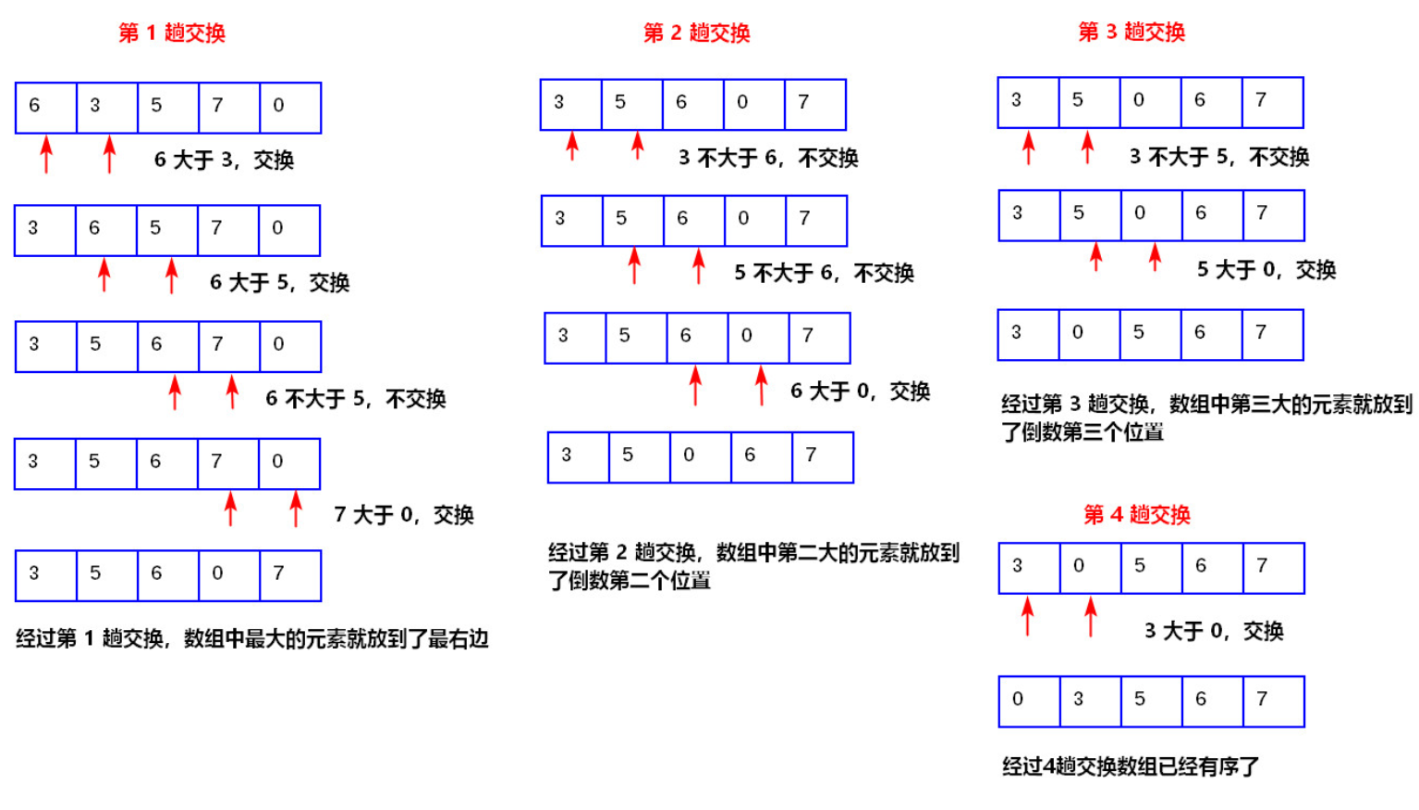 第 1 趟交换
6 3 5 7 0
6 大于 3，交换
3 6 5 7 0
6 大于 5，交换
3 5 6 7 0
6 不大于 5，不交换
3 5 6 7 0
7 大于 0，交换
3 5 6 0 7
经过第 1 趟交换，数组中最大的元素就放到了最右边
第 2 趟交换
3 5 6 0 7
3 不大于 6，不交换
3 5 6 0 7
5 不大于 6，不交换
3 5 6 0 7
6 大于 0，交换
3 5 0 6 7
经过第 2 趟交换，数组中第二大的元素就放到
了倒数第二个位置
第 3 趟交换
3 5 0 6 7
3 不大于 5，不交换
3 5 0 6 7
5 大于 0，交换
3 0 5 6 7
经过第 3 趟交换，数组中第三大的元素就放到
了倒数第三个位置
第 4 趟交换
3 0 5 6 7
3 大于 0，交换
0 3 5 6 7
经过4趟交换数组已经有序了